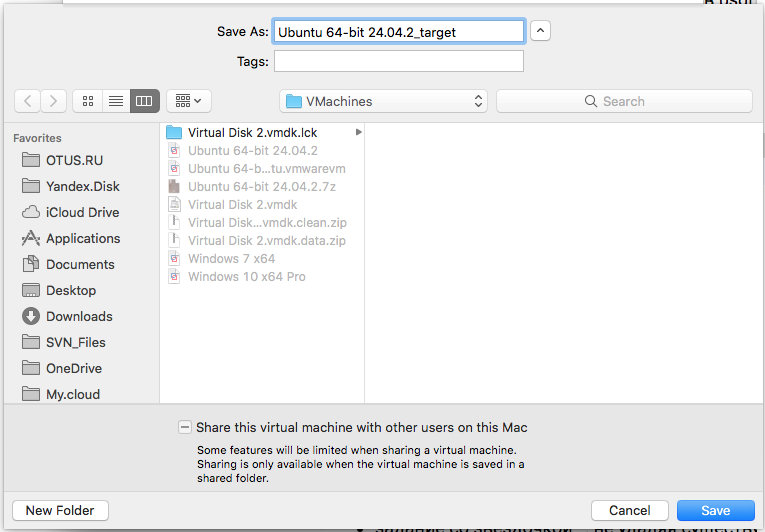 Save As: Ubuntu 64-bit 24.04.2_target
Tags:
VMachines
Search
Favorites
OTUS.RU
Yandex.Disk
iCloud Drive
Applications
Documents
Desktop
Downloads
SVN_Files
OneDrive
My.cloud
Virtual Disk 2.vmdk.lck
Ubuntu 64-bit 24.04.2
Ubuntu 64-b...tu.vmwarevm
Ubuntu 64-bit 24.04.2.7z
Virtual Disk 2.vmdk
Virtual Disk...vmdk.clean.zip
Virtual Disk 2.vmdk.data.zip
Windows 7 x64
Windows 10 x64 Pro
Share this virtual machine with other users on this Mac
Some features will be limited when sharing a virtual machine.
Sharing is only available when the virtual machine is saved in a
shared folder.
New Folder
Cancel
Save